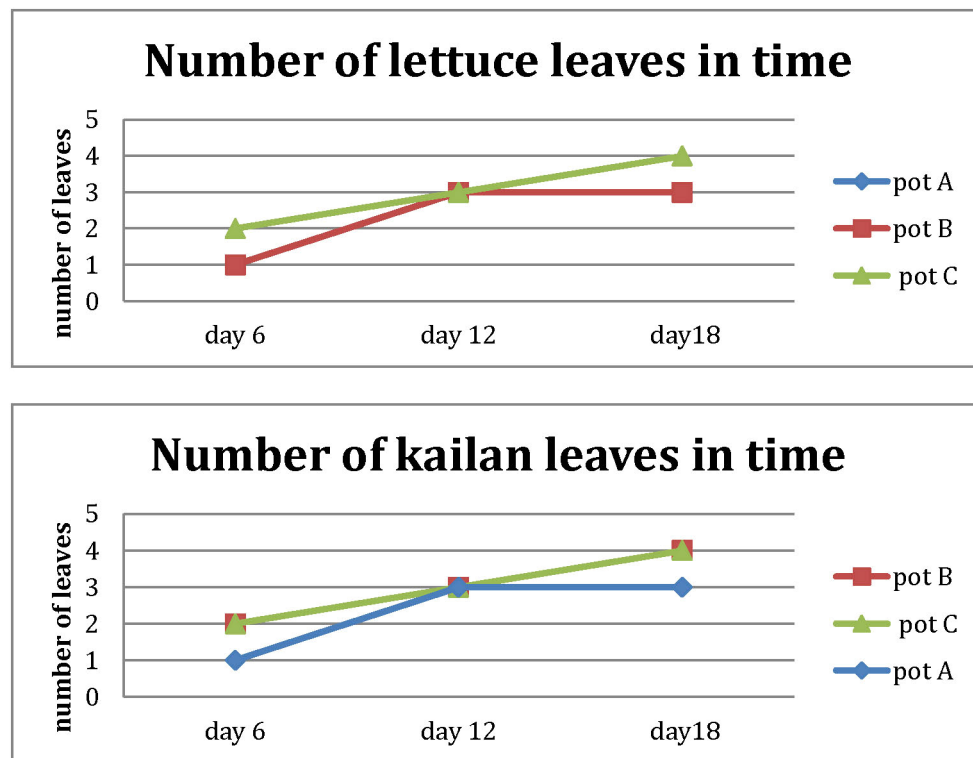 Number of lettuce leaves in time
number of leaves
5
4
3
2
1
0
day 6 day 12 day18
pot A
pot B
pot C
Number of kailan leaves in time
number of leaves
5
4
3
2
1
0
day 6 day 12 day18
pot B
pot C
pot A